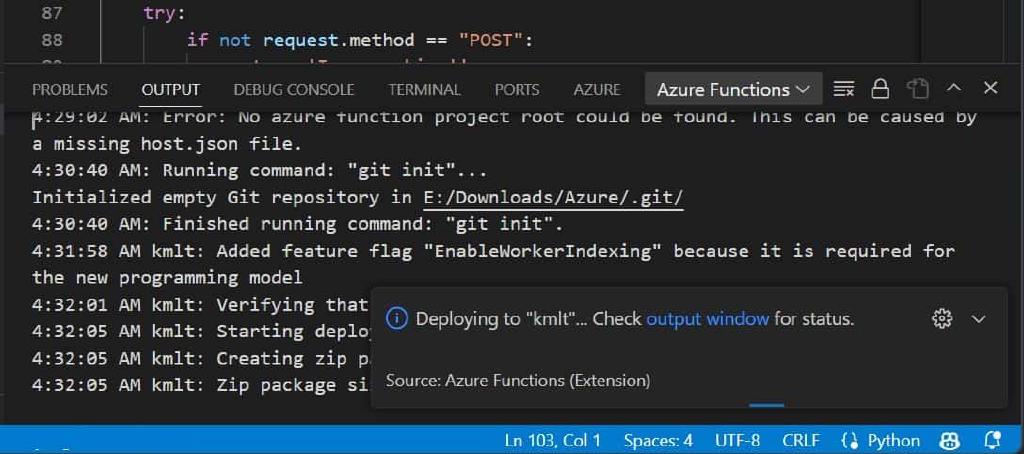 87 try:
88 if not request.method == "POST":
PROBLEMS OUTPUT DEBUG CONSOLE TERMINAL PORTS AZURE Azure Functions
4:29:02 AM: Error: No azure function project root could be found. This can be caused by
a missing host.json file.
4:30:40 AM: Running command: "git init"...
Initialized empty Git repository in E:/Downloads/Azure/.git/
4:30:40 AM: Finished running command: "git init".
4:31:58 AM kmlt: Added feature flag "EnableWorkerIndexing" because it is required for
the new programming model
4:32:01 AM kmlt: Verifying that
4:32:05 AM kmlt: Starting deplo
4:32:05 AM kmlt: Creating zip p
4:32:05 AM kmlt: Zip package si
Deploying to "kmlt"... Check output window for status.
Source: Azure Functions (Extension)
Ln 103, Col 1 Spaces: 4 UTF-8 CRLF Python